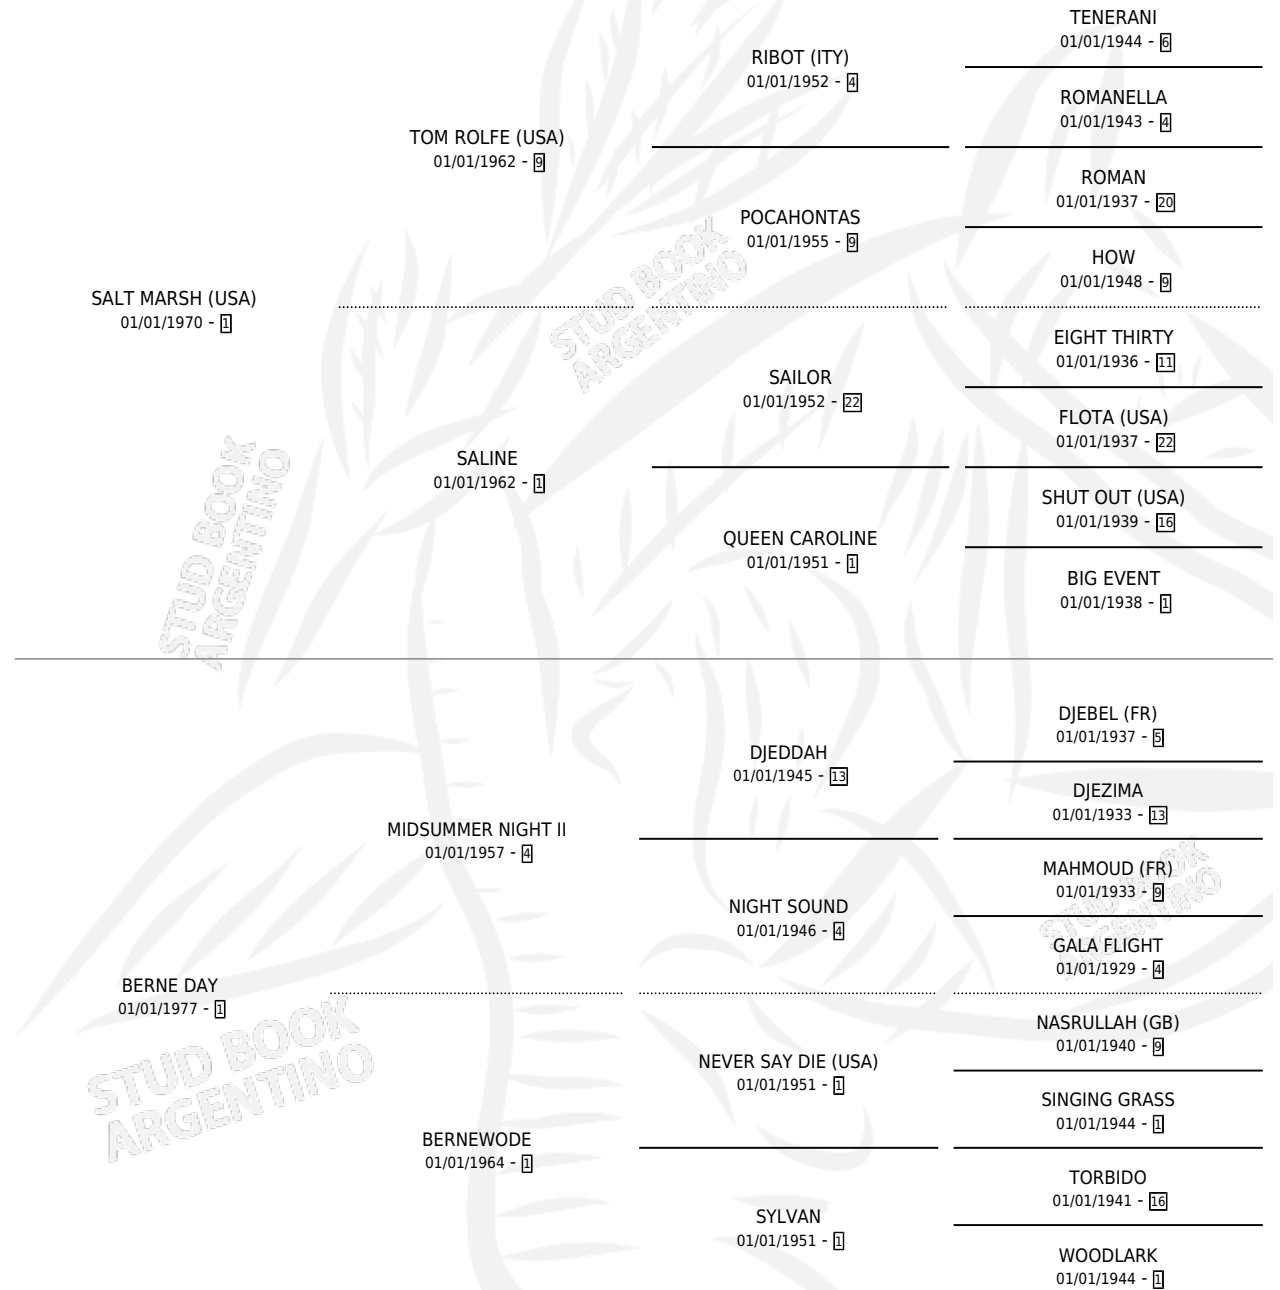 TENERANI
01/01/1944 - 6
RIBOT (ITY)
01/01/1952 - 4
ROMANELLA
01/01/1943 - 4
TOM ROLFE (USA)
01/01/1962 - 9
ROMAN
01/01/1937 - 20
POCAHONTAS
01/01/1955 - 9
HOW
01/01/1948 - 9
SALT MARSH (USA)
01/01/1970 - 1
STUD BOOK
ARGENTINO
EIGHT THIRTY
01/01/1936 - 11
SAILOR
01/01/1952 - 22
FLOTA (USA)
01/01/1937 - 22
SALINE
01/01/1962 - 1
SHUT OUT (USA)
01/01/1939 - 16
QUEEN CAROLINE
01/01/1951 - 1
BIG EVENT
01/01/1938 - 1
STUD BOOK
ARGENTINO
DJEBEL (FR)
01/01/1937 - 5
DJEDDAH
01/01/1945 - 13
DJEZIMA
01/01/1933 - 13
MIDSUMMER NIGHT II
01/01/1957 - 4
MAHMOUD (FR)
01/01/1933 - 9
NIGHT SOUND
01/01/1946 - 4
STUD BOOK
ARGENTINO
GALA FLIGHT
01/01/1929 - 4
BERNE DAY
01/01/1977 - 1
STUD BOOK
ARGENTINO
NASRULLAH (GB)
01/01/1940 - 9
NEVER SAY DIE (USA)
01/01/1951 - 1
SINGING GRASS
01/01/1944 - 1
BERNEWODE
01/01/1964 - 1
TORBIDO
01/01/1941 - 16
SYLVAN
01/01/1951 - 1
WOODLARK
01/01/1944 - 1